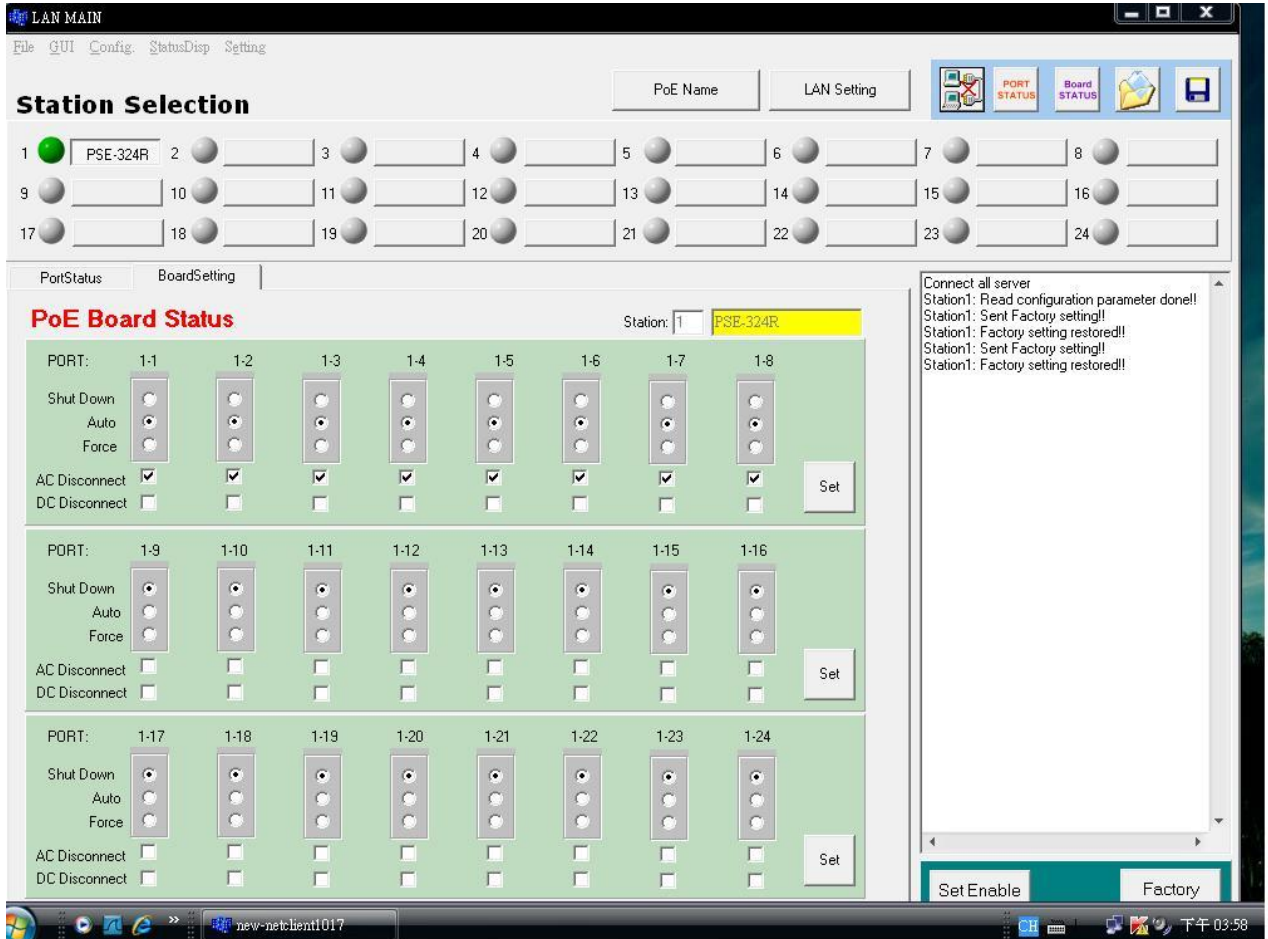 LAN MAIN
File GUI Config. StatusDisp Setting
Station Selection
PoE Name LAN Setting PORT STATUS Board STATUS
1 PSE-324R 2 3 4 5 6 7 8
9 10 11 12 13 14 15 16
17 18 19 20 21 22 23 24
PortStatus BoardSetting
PoE Board Status
Station: 1 PSE-324R
PORT: 1-1 1-2 1-3 1-4 1-5 1-6 1-7 1-8
Shut Down
Auto
Force
AC Disconnect
DC Disconnect
Set
PORT: 1-9 1-10 1-11 1-12 1-13 1-14 1-15 1-16
Shut Down
Auto
Force
AC Disconnect
DC Disconnect
Set
PORT: 1-17 1-18 1-19 1-20 1-21 1-22 1-23 1-24
Shut Down
Auto
Force
AC Disconnect
DC Disconnect
Set
Connect all server
Station1: Read configuration parameter done!!
Station1: Sent Factory setting!!
Station1: Factory setting restored!!
Station1: Sent Factory setting!!
Station1: Factory setting restored!!
Set Enable Factory
new-netclient1017 CH 下午 03:58